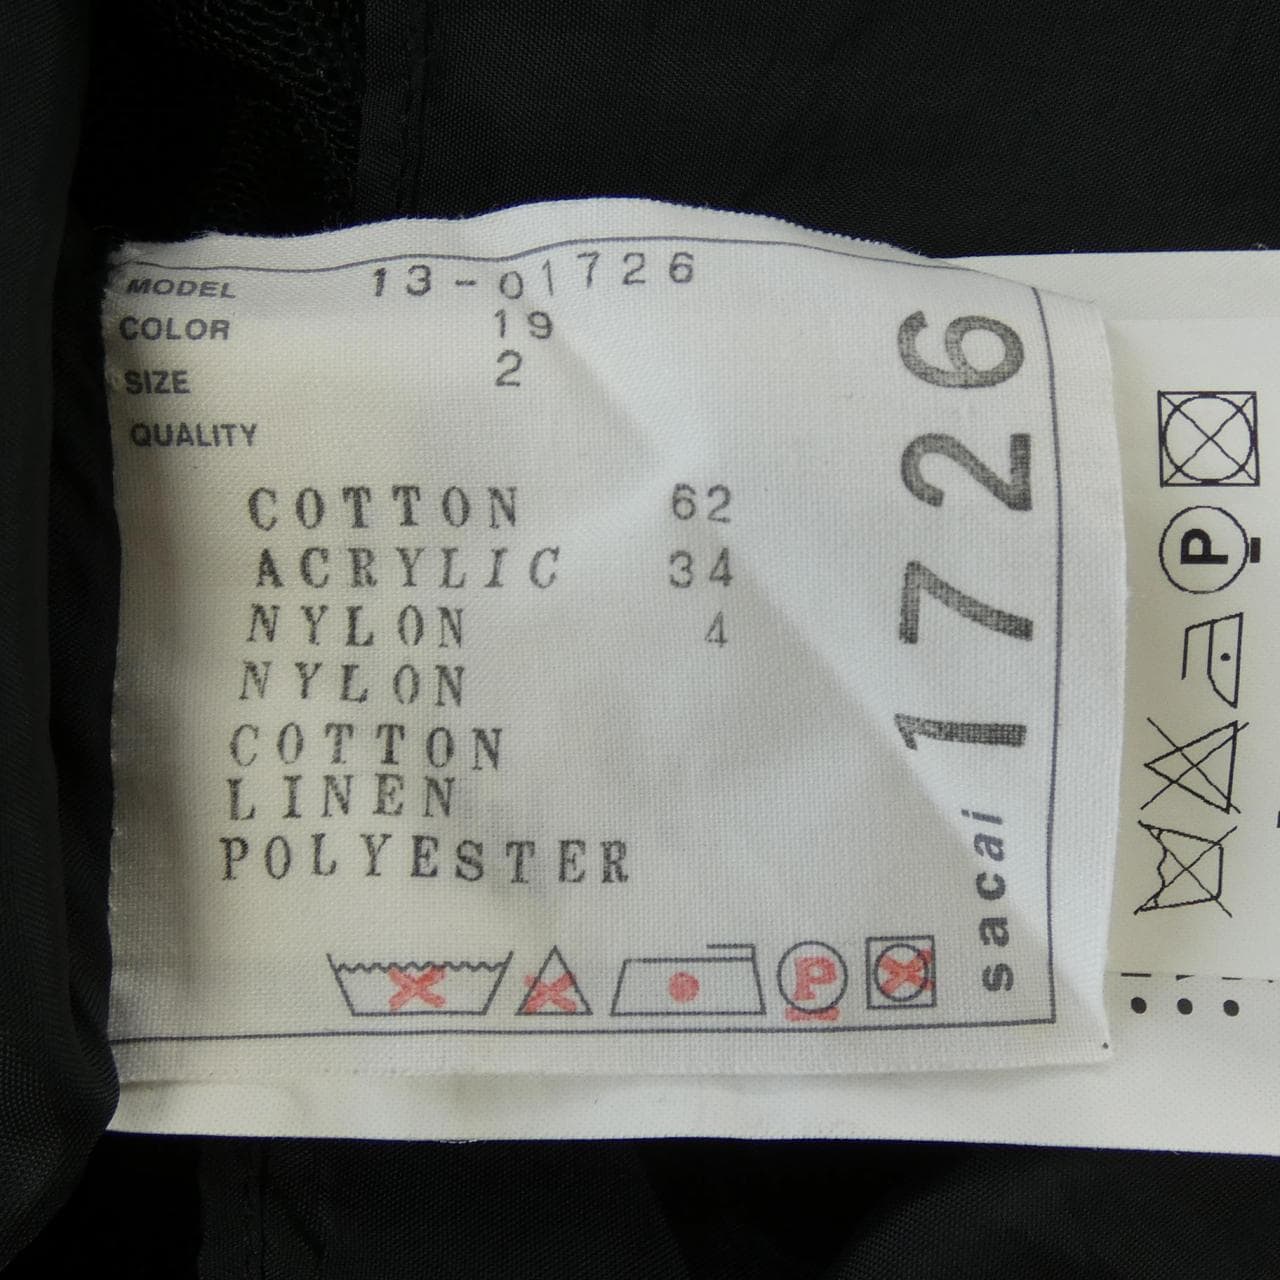 MODEL 13-01726
COLOR 19
SIZE 2
QUALITY
COTTON 62
ACRYLIC 34
NYLON 4
NYLON
COTTON
LINEN
POLYESTER
P
sacai 1726
P